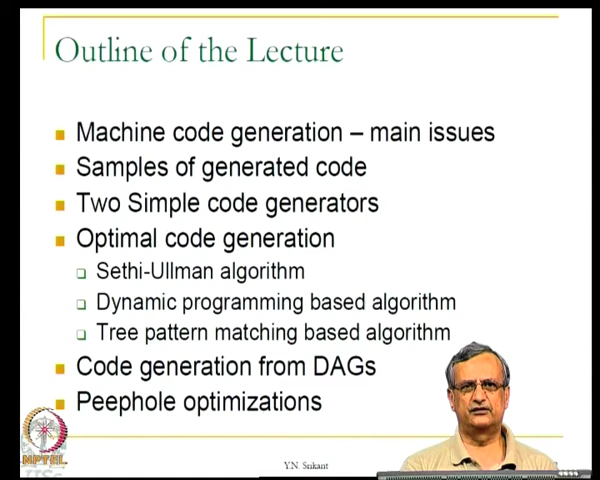 Outline of the Lecture
Machine code generation – main issues
Samples of generated code
Two Simple code generators
Optimal code generation
Sethi-Ullman algorithm
Dynamic programming based algorithm
Tree pattern matching based algorithm
Code generation from DAGs
Peephole optimizations
NPTEL
Y.N. Srikant